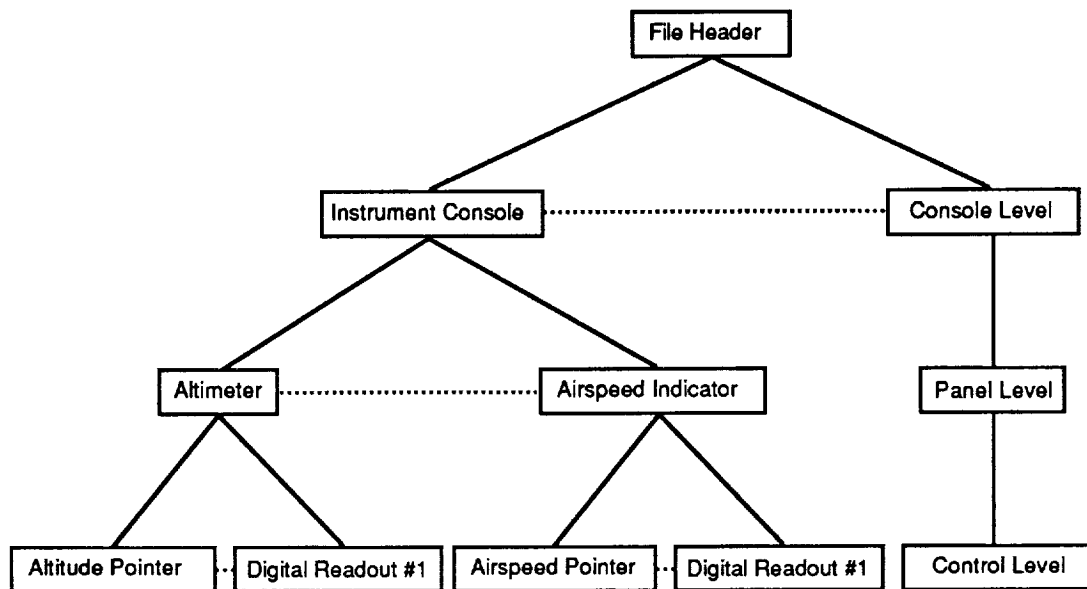 File Header
Instrument Console
Console Level
Altimeter
Airspeed Indicator
Panel Level
Altitude Pointer
Digital Readout #1
Airspeed Pointer
Digital Readout #1
Control Level